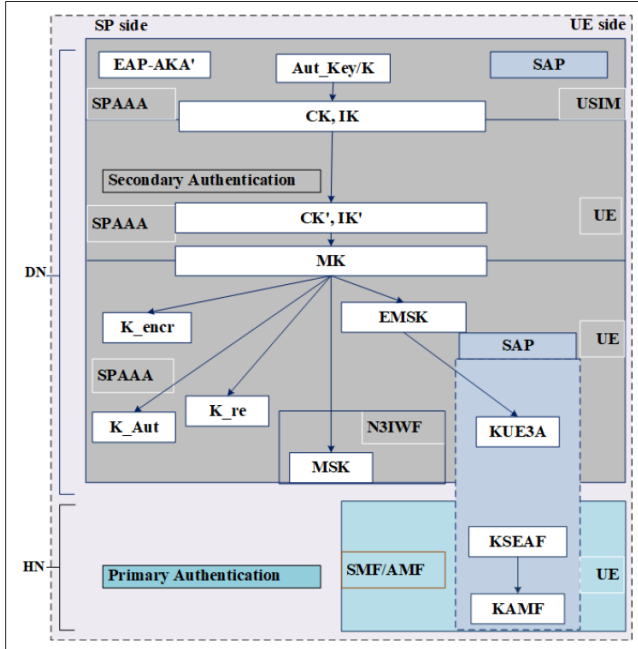 SP side
UE side
EAP-AKA'
Aut_Key/K
SAP
SPAAA
USIM
CK, IK
Secondary Authentication
SPAAA
CK', IK'
UE
MK
DN
K_encr
EMSK
SAP
UE
SPAAA
K_Aut
K_re
N3IWF
KUE3A
MSK
KSEAF
HN
Primary Authentication
SMF/AMF
UE
KAMF